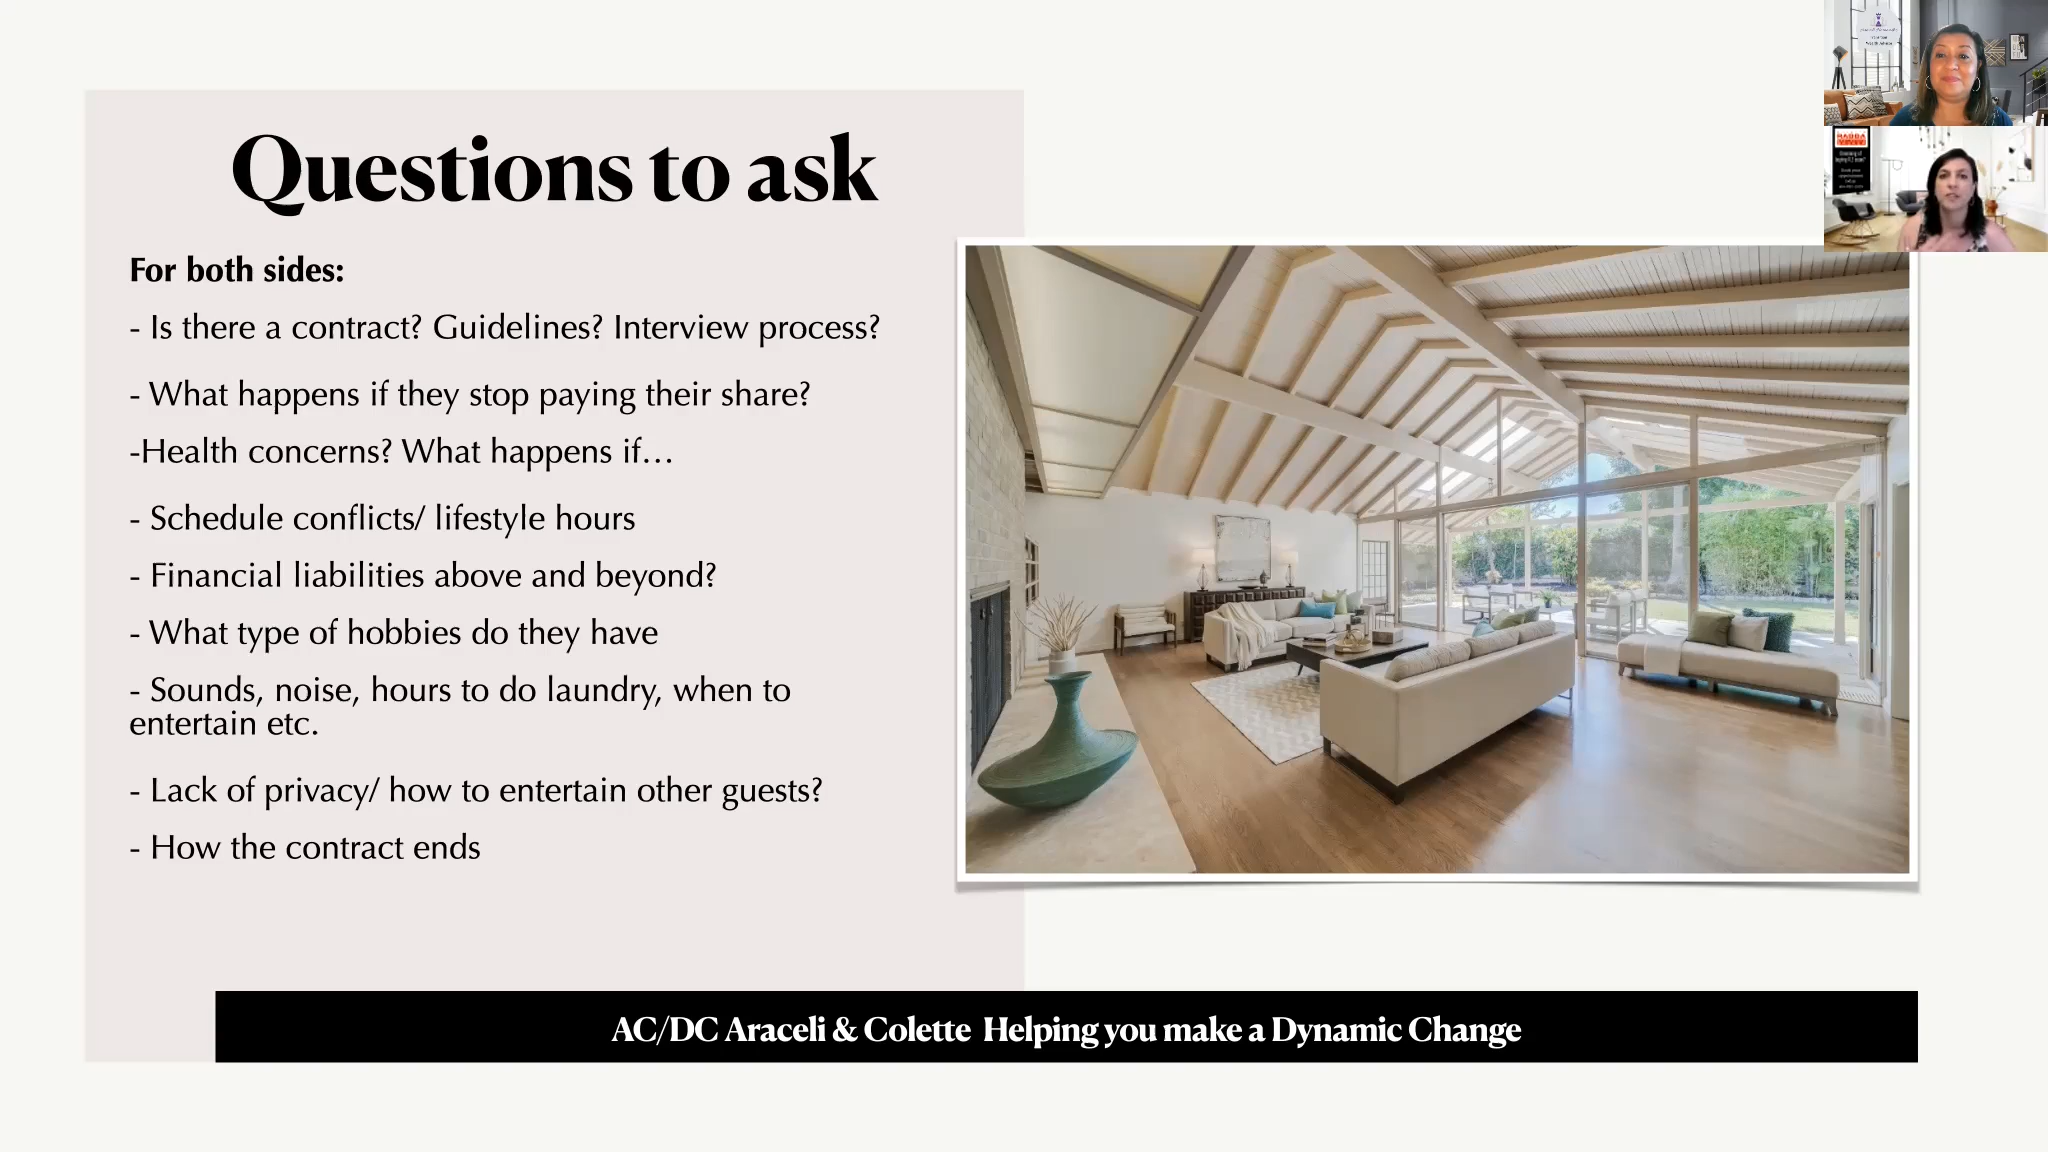 Questions to ask
For both sides:
- Is there a contract? Guidelines? Interview process?
- What happens if they stop paying their share?
-Health concerns? What happens if…
- Schedule conflicts/ lifestyle hours
- Financial liabilities above and beyond?
- What type of hobbies do they have
- Sounds, noise, hours to do laundry, when to
entertain etc.
- Lack of privacy/ how to entertain other guests?
- How the contract ends
AC/DC Araceli & Colette  Helping you make a Dynamic Change